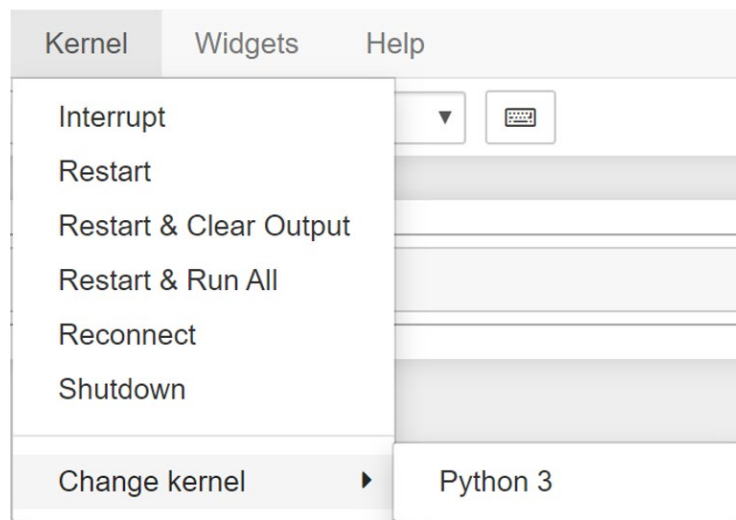 Kernel Widgets Help
Interrupt
Restart
Restart & Clear Output
Restart & Run All
Reconnect
Shutdown
Change kernel
Python 3